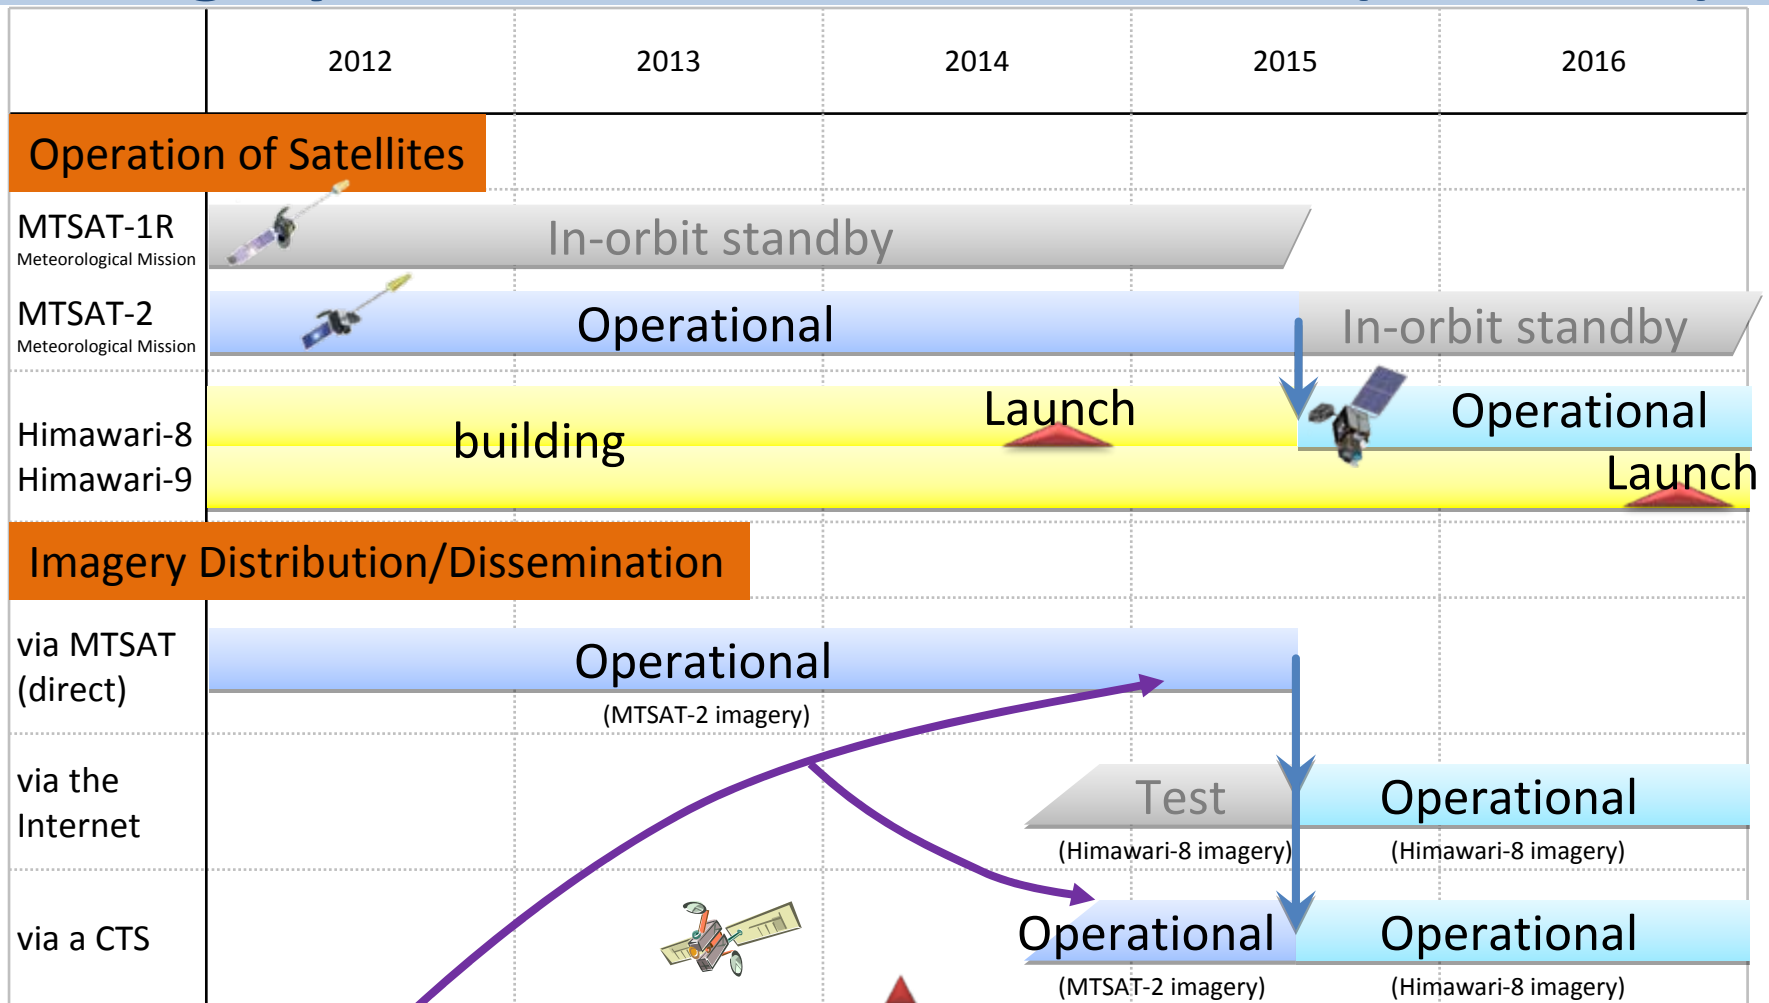 2012 2013 2014 2015 2016
Operation of Satellites
MTSAT-1R
Meteorological Mission
In-orbit standby
MTSAT-2
Meteorological Mission
Operational
In-orbit standby
Himawari-8
Himawari-9
building
Launch
Operational
Launch
Imagery Distribution/Dissemination
via MTSAT
(direct)
Operational
(MTSAT-2 imagery)
via the
Internet
Test
Operational
(Himawari-8 imagery)
(Himawari-8 imagery)
via a CTS
Operational
Operational
(MTSAT-2 imagery)
(Himawari-8 imagery)